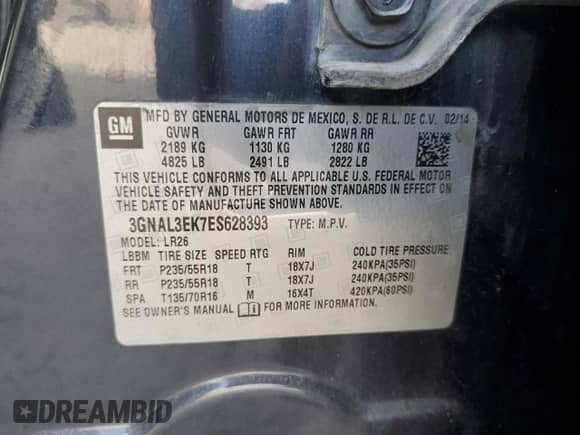 GM
MFD BY GENERAL MOTORS DE MEXICO, S. DE R.L. DE C.V. 02/14
GVWR GAWR FRT GAWR RR
2189 KG 1130 KG 1280 KG
4825 LB 2491 LB 2822 LB
THIS VEHICLE CONFORMS TO ALL APPLICABLE U.S. FEDERAL MOTOR
VEHICLE SAFETY AND THEFT PREVENTION STANDARDS IN EFFECT ON
THE DATE OF MANUFACTURE SHOWN ABOVE.
3GNAL3EK7ES628393 TYPE: M.P.V.
MODEL: LR26
LBBM TIRE SIZE SPEED RTG RIM COLD TIRE PRESSURE
FRT P235/55R18 T 18X7J 240KPA(35PSI)
RR P235/55R18 T 18X7J 240KPA(35PSI)
SPA T135/70R16 M 16X4T 420KPA(60PSI)
SEE OWNER'S MANUAL FOR MORE INFORMATION.
DREAMBID